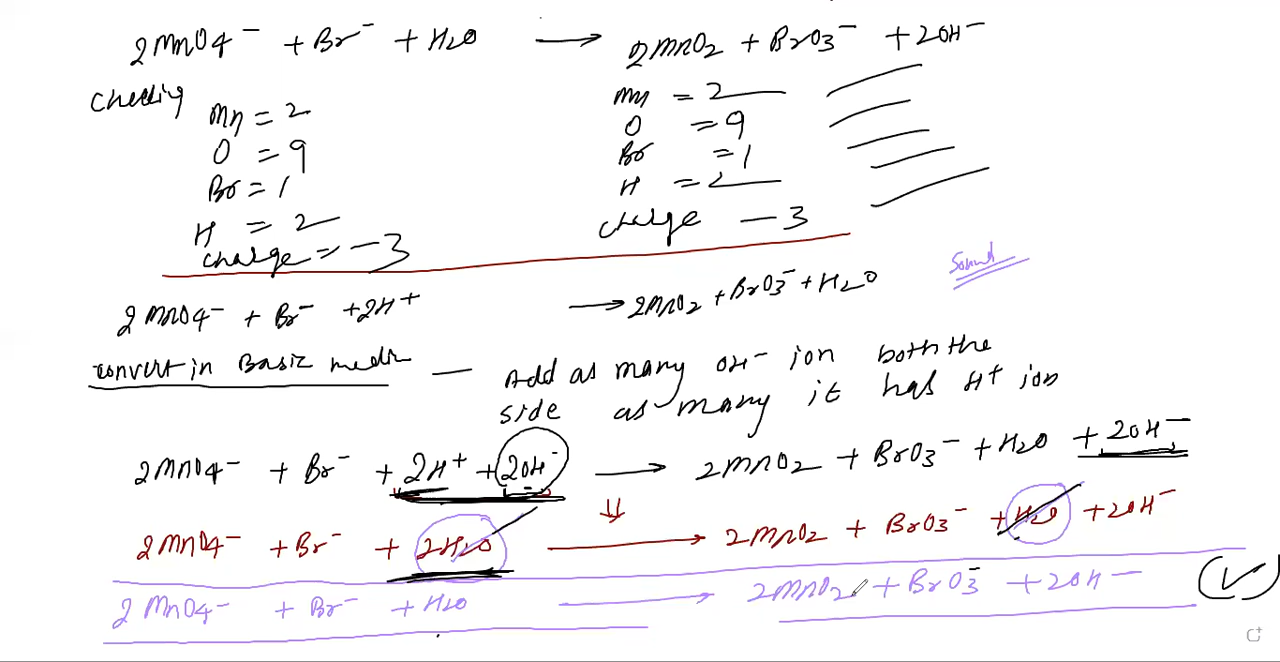 2MnO4⁻ + Br⁻ + H2O → 2MnO2 + BrO3⁻ + 2OH⁻
Checking
Mn = 2 Mn = 2
O = 9 O = 9
Br = 1 Br = 1
H = 2 H = 2
charge = -3 charge -3
Sound
2MnO4⁻ + Br⁻ +2H⁺ → 2MnO2 + BrO3⁻ + H2O
convert in Basic medi — Add as many OH⁻ ion both the
side as many it has H⁺ ion
2MnO4⁻ + Br⁻ + 2H⁺ + 2OH⁻ → 2MnO2 + BrO3⁻ + H2O + 2OH⁻
2MnO4⁻ + Br⁻ + 2H2O → 2MnO2 + BrO3⁻ + H2O + 2OH⁻
2MnO4⁻ + Br⁻ + H2O → 2MnO2 + BrO3⁻ + 2OH⁻